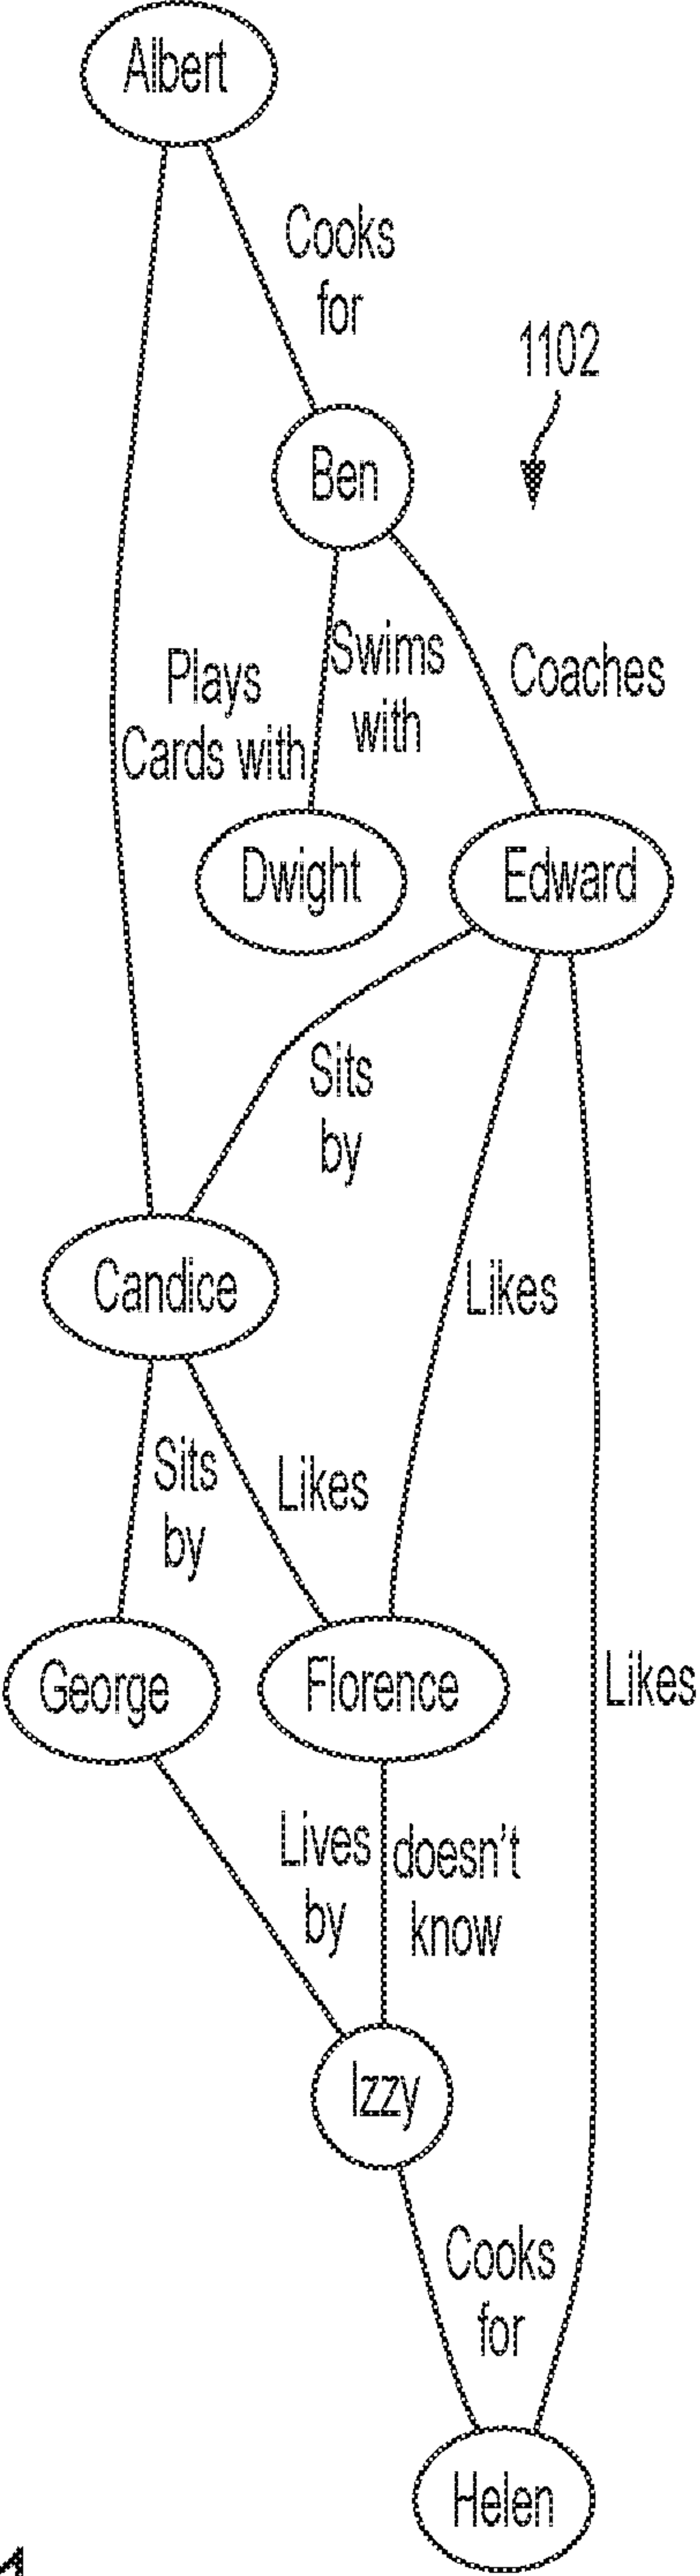 Albert
Cooks
for
1102
Ben
Swims
with
Coaches
Plays
Cards with
Dwight
Edward
Sits
by
Candice
Likes
Sits
by
Likes
George
Florence
Likes
Lives
by
doesn't
know
Izzy
Cooks
for
Helen